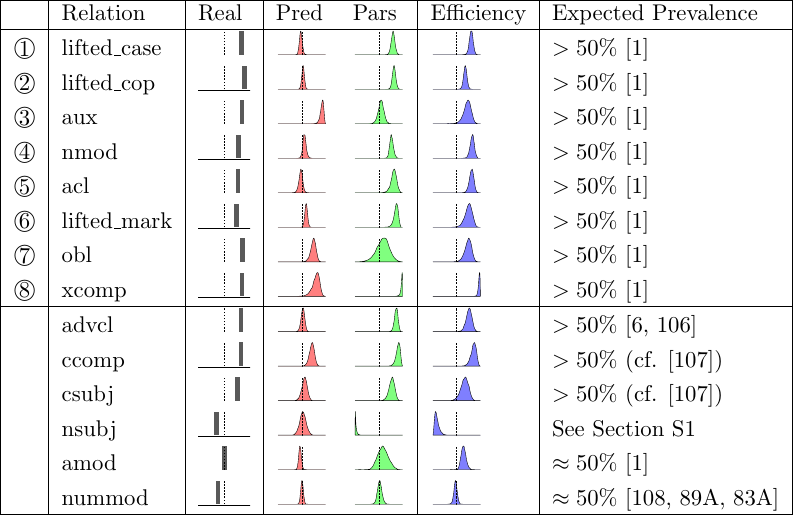 Relation Real Pred Pars Efficiency Expected Prevalence
① lifted_case > 50% [1]
② lifted_cop > 50% [1]
③ aux > 50% [1]
④ nmod > 50% [1]
⑤ acl > 50% [1]
⑥ lifted_mark > 50% [1]
⑦ obl > 50% [1]
⑧ xcomp > 50% [1]
advcl > 50% [6, 106]
ccomp > 50% (cf. [107])
csubj > 50% (cf. [107])
nsubj See Section S1
amod ≈ 50% [1]
nummod ≈ 50% [108, 89A, 83A]